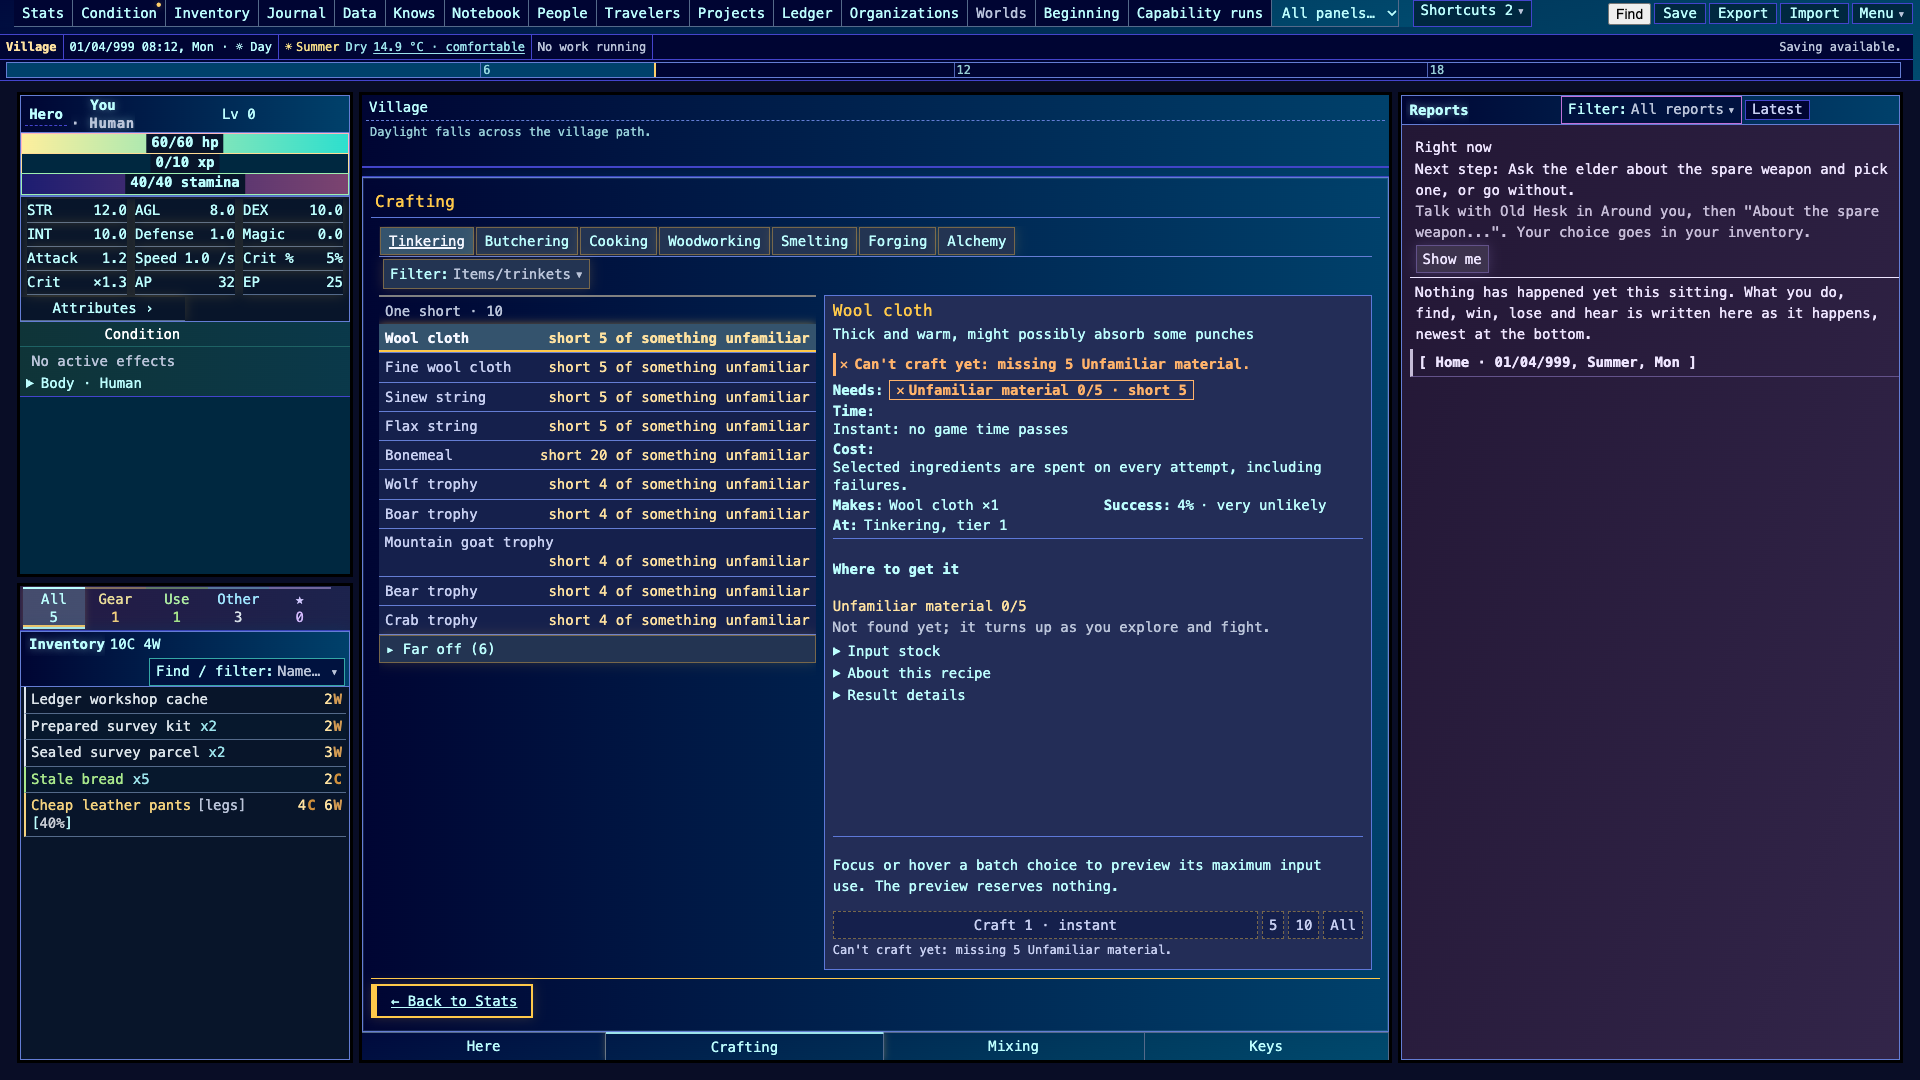 Stats Condition Inventory Journal Data Knows Notebook People Travelers Projects Ledger Organizations Worlds Beginning Capability runs All panels… Shortcuts 2 ▾ Find Save Export Import Menu ▾
Village 01/04/999 08:12, Mon · ☀ Day ☀ Summer Dry 14.9 °C · comfortable No work running Saving available.
6 12 18
Hero · You Human Lv 0
60/60 hp
0/10 xp
40/40 stamina
STR 12.0 AGL 8.0 DEX 10.0
INT 10.0 Defense 1.0 Magic 0.0
Attack 1.2 Speed 1.0 /s Crit % 5%
Crit ×1.3 AP 32 EP 25
Attributes ›
Condition
No active effects
▶ Body · Human
All 5 Gear 1 Use 1 Other 3 ★ 0
Inventory 10C 4W
Find / filter: Name… ▾
Ledger workshop cache 2W
Prepared survey kit x2 2W
Sealed survey parcel x2 3W
Stale bread x5 2C
Cheap leather pants [legs] 4C 6W
[40%]
Village
Daylight falls across the village path.
Crafting
Tinkering Butchering Cooking Woodworking Smelting Forging Alchemy
Filter: Items/trinkets ▾
One short · 10
Wool cloth short 5 of something unfamiliar
Fine wool cloth short 5 of something unfamiliar
Sinew string short 5 of something unfamiliar
Flax string short 5 of something unfamiliar
Bonemeal short 20 of something unfamiliar
Wolf trophy short 4 of something unfamiliar
Boar trophy short 4 of something unfamiliar
Mountain goat trophy
short 4 of something unfamiliar
Bear trophy short 4 of something unfamiliar
Crab trophy short 4 of something unfamiliar
▸ Far off (6)
Wool cloth
Thick and warm, might possibly absorb some punches
× Can't craft yet: missing 5 Unfamiliar material.
Needs: × Unfamiliar material 0/5 · short 5
Time:
Instant: no game time passes
Cost:
Selected ingredients are spent on every attempt, including
failures.
Makes: Wool cloth ×1 Success: 4% · very unlikely
At: Tinkering, tier 1
Where to get it
Unfamiliar material 0/5
Not found yet; it turns up as you explore and fight.
▶ Input stock
▶ About this recipe
▶ Result details
Focus or hover a batch choice to preview its maximum input
use. The preview reserves nothing.
Craft 1 · instant 5 10 All
Can't craft yet: missing 5 Unfamiliar material.
← Back to Stats
Here Crafting Mixing Keys
Reports Filter: All reports ▾ Latest
Right now
Next step: Ask the elder about the spare weapon and pick
one, or go without.
Talk with Old Hesk in Around you, then "About the spare
weapon...". Your choice goes in your inventory.
Show me
Nothing has happened yet this sitting. What you do,
find, win, lose and hear is written here as it happens,
newest at the bottom.
[ Home · 01/04/999, Summer, Mon ]